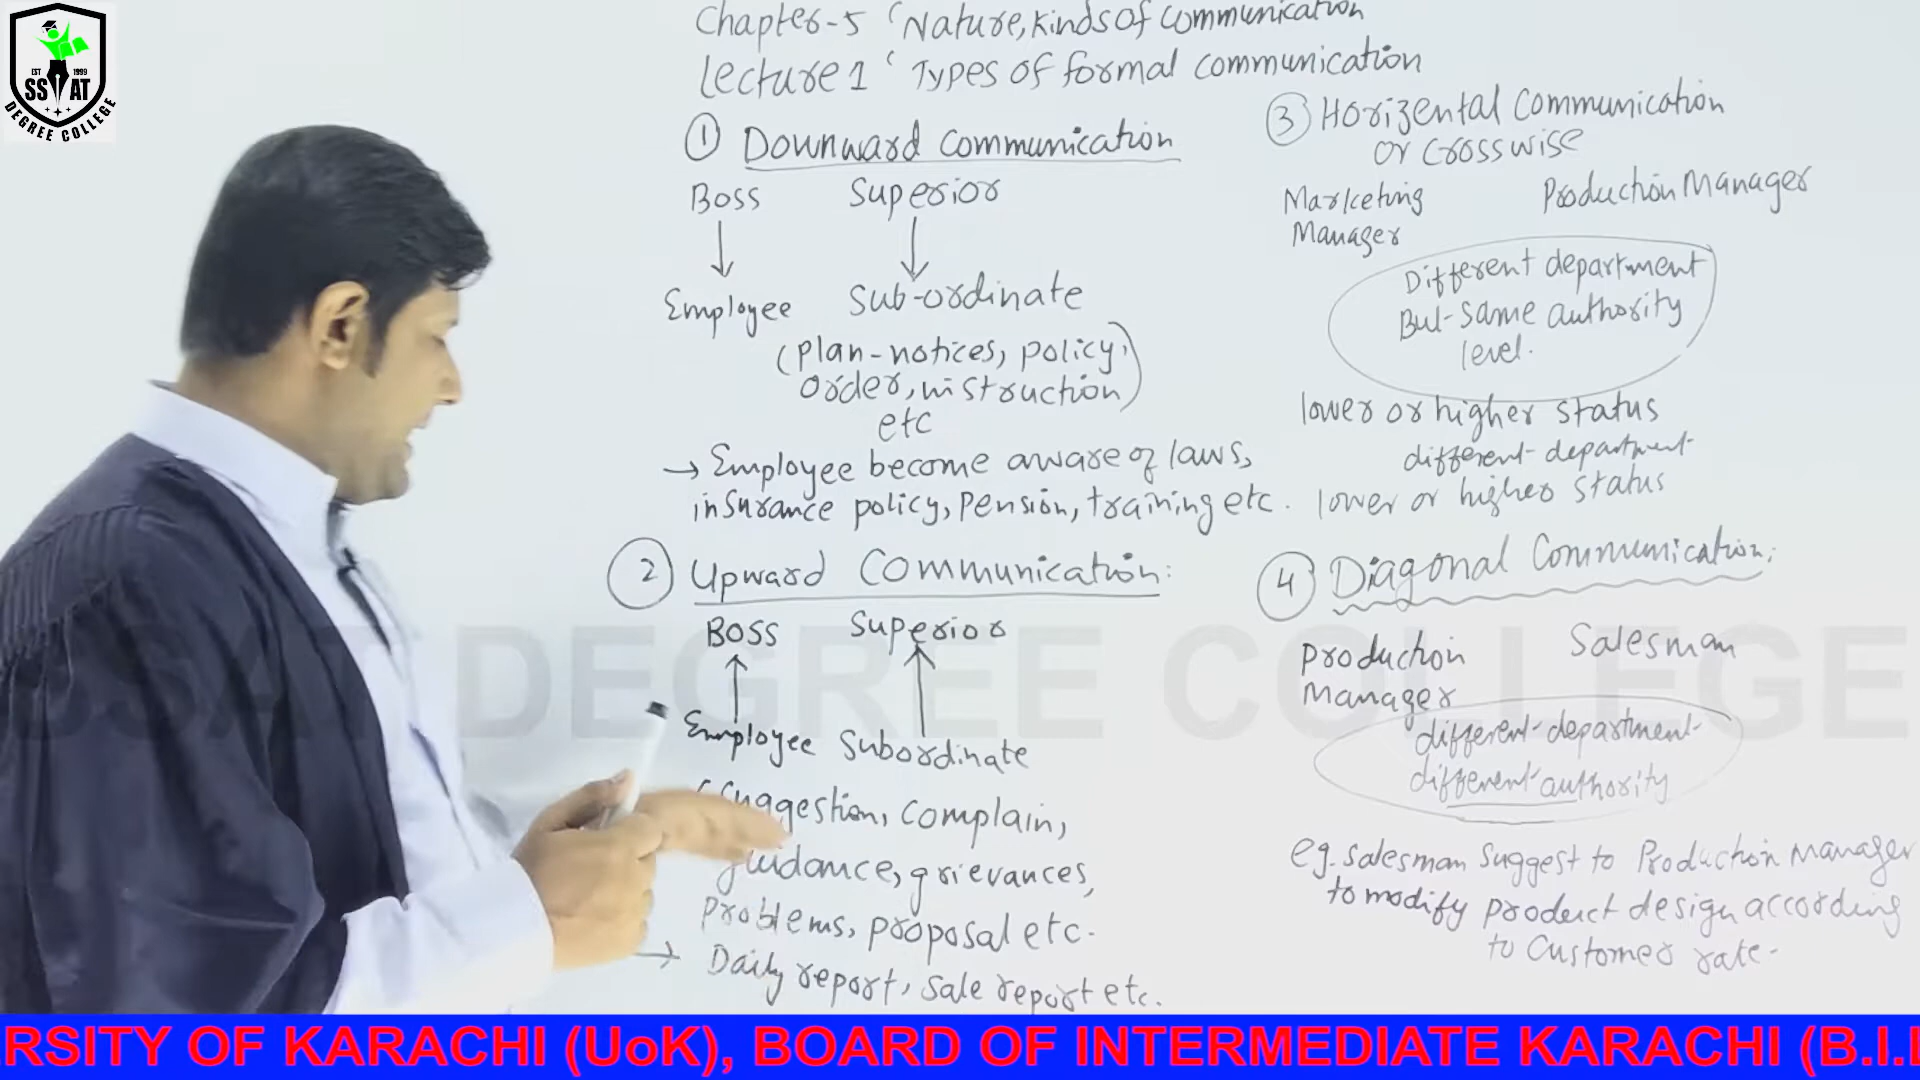 EST 1999
SSAT
DEGREE COLLEGE
Chapter-5 ‘Nature, Kinds of Communication
Lecture 1 ‘ Types of formal communication
① Downward Communication
Boss Superior
Employee Sub-ordinate
(Plan-notices, policy,
order, instruction)
etc
→ Employee become aware of laws,
insurance policy, Pension, training etc.
② Upward Communication:
Boss Superior
Employee Subordinate
(Suggestion, Complain,
guidance, grievances,
Problems, proposal etc.
→ Daily report, Sale report etc.
③ Horizental Communication
or Crosswise
Marketing Production Manager
Manager
Different department
But-same authority
level.
lower or higher status
different-department
lower or higher status
④ Diagonal Communication:
Production Salesman
Manager
different-department-
different-authority
eg. Salesman Suggest to Production Manager
to modify product design according
to Customer rate-
SSAT DEGREE COLLEGE
ERSITY OF KARACHI (UoK), BOARD OF INTERMEDIATE KARACHI (B.I.E